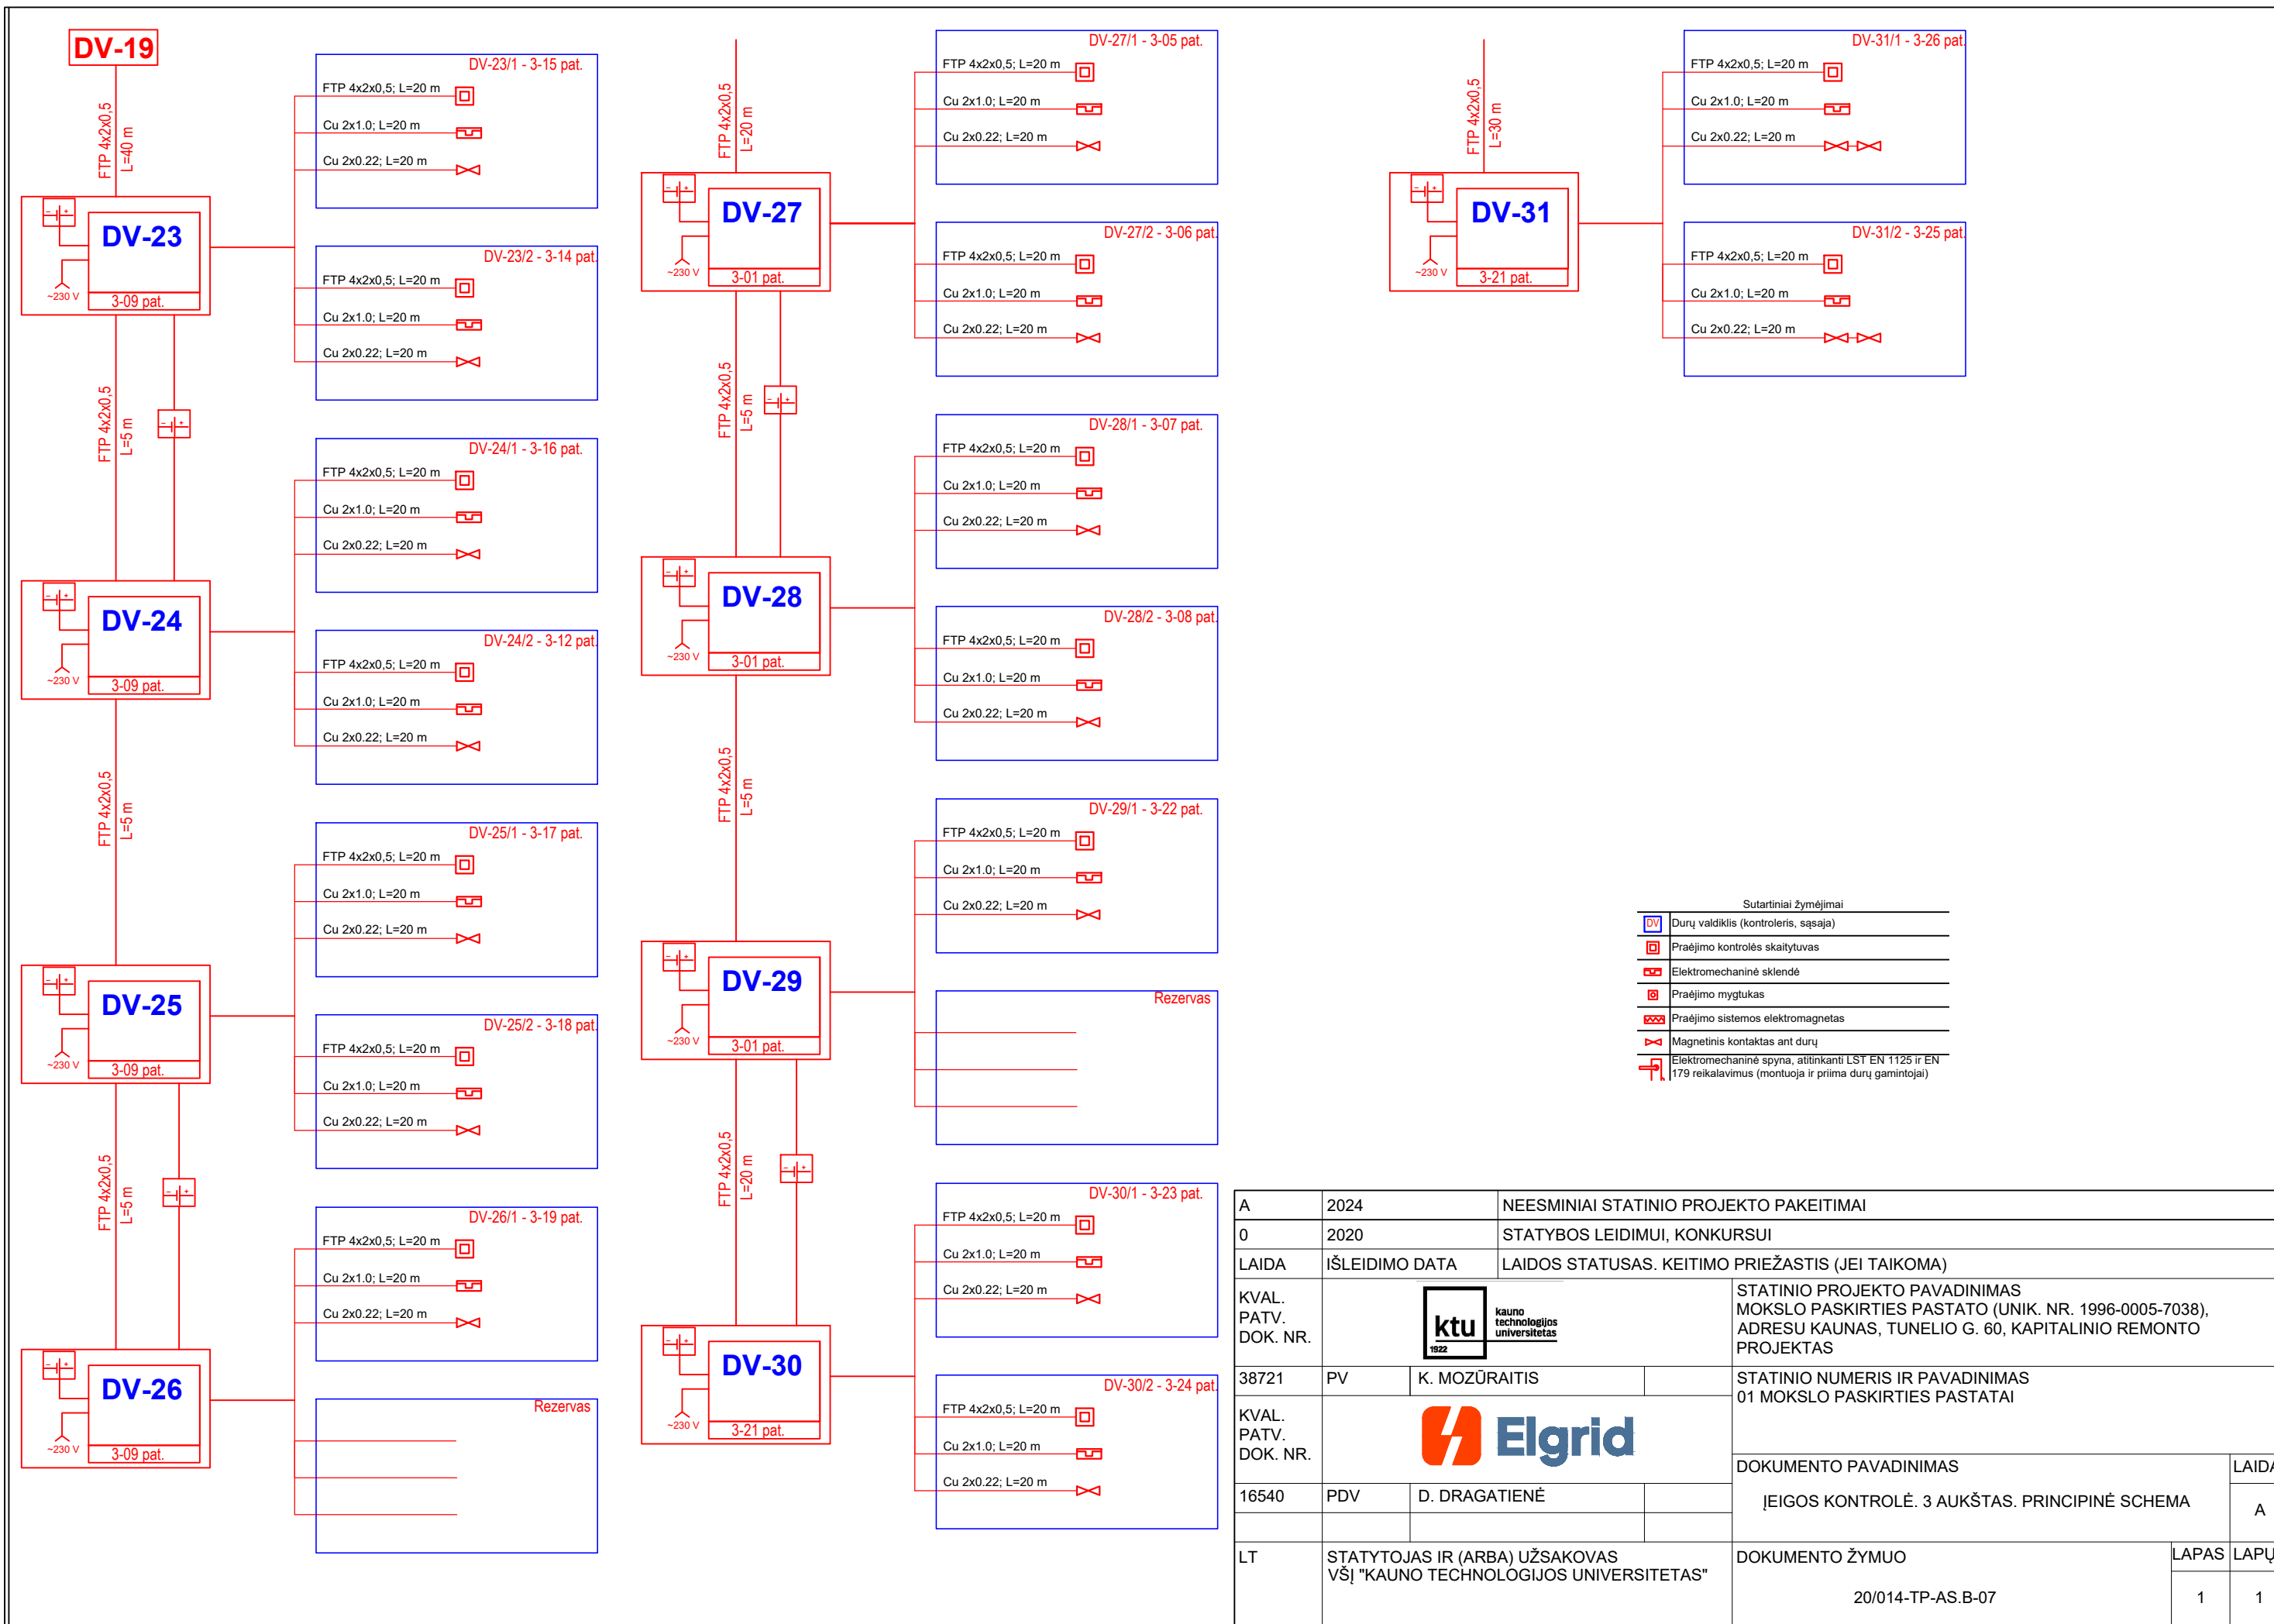 DV-19
FTP 4x2x0,5
L=40 m
DV-23
~230 V
3-09 pat.
DV-23/1 - 3-15 pat.
FTP 4x2x0,5; L=20 m
Cu 2x1.0; L=20 m
Cu 2x0.22; L=20 m
DV-23/2 - 3-14 pat.
FTP 4x2x0,5; L=20 m
Cu 2x1.0; L=20 m
Cu 2x0.22; L=20 m
FTP 4x2x0,5
L=5 m
DV-24
~230 V
3-09 pat.
DV-24/1 - 3-16 pat.
FTP 4x2x0,5; L=20 m
Cu 2x1.0; L=20 m
Cu 2x0.22; L=20 m
DV-24/2 - 3-12 pat.
FTP 4x2x0,5; L=20 m
Cu 2x1.0; L=20 m
Cu 2x0.22; L=20 m
FTP 4x2x0,5
L=5 m
DV-25
~230 V
3-09 pat.
DV-25/1 - 3-17 pat.
FTP 4x2x0,5; L=20 m
Cu 2x1.0; L=20 m
Cu 2x0.22; L=20 m
DV-25/2 - 3-18 pat.
FTP 4x2x0,5; L=20 m
Cu 2x1.0; L=20 m
Cu 2x0.22; L=20 m
FTP 4x2x0,5
L=5 m
DV-26
~230 V
3-09 pat.
DV-26/1 - 3-19 pat.
FTP 4x2x0,5; L=20 m
Cu 2x1.0; L=20 m
Cu 2x0.22; L=20 m
Rezervas
FTP 4x2x0,5
L=20 m
DV-27
~230 V
3-01 pat.
DV-27/1 - 3-05 pat.
FTP 4x2x0,5; L=20 m
Cu 2x1.0; L=20 m
Cu 2x0.22; L=20 m
DV-27/2 - 3-06 pat.
FTP 4x2x0,5; L=20 m
Cu 2x1.0; L=20 m
Cu 2x0.22; L=20 m
FTP 4x2x0,5
L=5 m
DV-28
~230 V
3-01 pat.
DV-28/1 - 3-07 pat.
FTP 4x2x0,5; L=20 m
Cu 2x1.0; L=20 m
Cu 2x0.22; L=20 m
DV-28/2 - 3-08 pat.
FTP 4x2x0,5; L=20 m
Cu 2x1.0; L=20 m
Cu 2x0.22; L=20 m
FTP 4x2x0,5
L=5 m
DV-29
~230 V
3-01 pat.
DV-29/1 - 3-22 pat.
FTP 4x2x0,5; L=20 m
Cu 2x1.0; L=20 m
Cu 2x0.22; L=20 m
Rezervas
FTP 4x2x0,5
L=20 m
DV-30
~230 V
3-21 pat.
DV-30/1 - 3-23 pat.
FTP 4x2x0,5; L=20 m
Cu 2x1.0; L=20 m
Cu 2x0.22; L=20 m
DV-30/2 - 3-24 pat.
FTP 4x2x0,5; L=20 m
Cu 2x1.0; L=20 m
Cu 2x0.22; L=20 m
FTP 4x2x0,5
L=30 m
DV-31
~230 V
3-21 pat.
DV-31/1 - 3-26 pat.
FTP 4x2x0,5; L=20 m
Cu 2x1.0; L=20 m
Cu 2x0.22; L=20 m
DV-31/2 - 3-25 pat.
FTP 4x2x0,5; L=20 m
Cu 2x1.0; L=20 m
Cu 2x0.22; L=20 m
Sutartiniai žymėjimai
DV Durų valdiklis (kontroleris, sąsaja)
Praėjimo kontrolės skaitytuvas
Elektromechaninė sklendė
Praėjimo mygtukas
Praėjimo sistemos elektromagnetas
Magnetinis kontaktas ant durų
Elektromechaninė spyna, atitinkanti LST EN 1125 ir EN
179 reikalavimus (montuoja ir priima durų gamintojai)
A 2024 NEESMINIAI STATINIO PROJEKTO PAKEITIMAI
0 2020 STATYBOS LEIDIMUI, KONKURSUI
LAIDA IŠLEIDIMO DATA LAIDOS STATUSAS. KEITIMO PRIEŽASTIS (JEI TAIKOMA)
KVAL.
PATV.
DOK. NR.
ktu
1922
kauno
technologijos
universitetas
STATINIO PROJEKTO PAVADINIMAS
MOKSLO PASKIRTIES PASTATO (UNIK. NR. 1996-0005-7038),
ADRESU KAUNAS, TUNELIO G. 60, KAPITALINIO REMONTO
PROJEKTAS
38721 PV K. MOZŪRAITIS
STATINIO NUMERIS IR PAVADINIMAS
01 MOKSLO PASKIRTIES PASTATAI
KVAL.
PATV.
DOK. NR.
Elgrid
DOKUMENTO PAVADINIMAS
LAIDA
16540 PDV D. DRAGATIENĖ
ĮEIGOS KONTROLĖ. 3 AUKŠTAS. PRINCIPINĖ SCHEMA
A
LT
STATYTOJAS IR (ARBA) UŽSAKOVAS
VŠĮ "KAUNO TECHNOLOGIJOS UNIVERSITETAS"
DOKUMENTO ŽYMUO
20/014-TP-AS.B-07
LAPAS LAPŲ
1 1